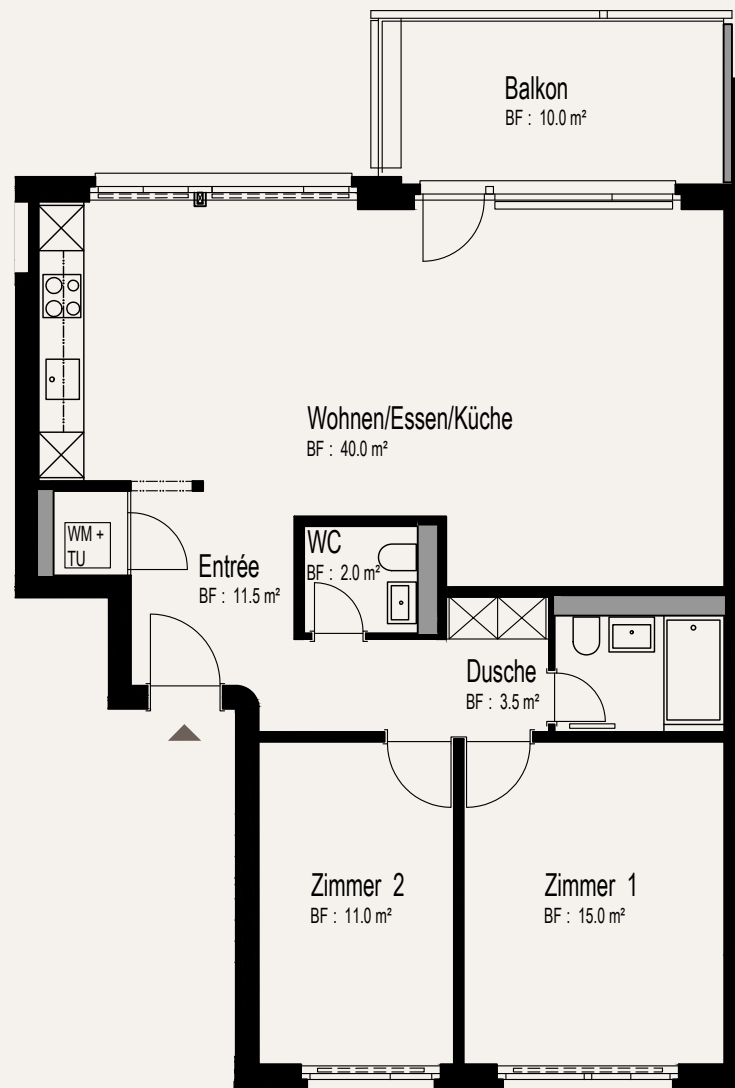 Balkon
BF : 10.0 m²
Wohnen/Essen/Küche
BF : 40.0 m²
WM +
TU
Entrée
BF : 11.5 m²
WC
BF : 2.0 m²
Dusche
BF : 3.5 m²
Zimmer 2
BF : 11.0 m²
Zimmer 1
BF : 15.0 m²